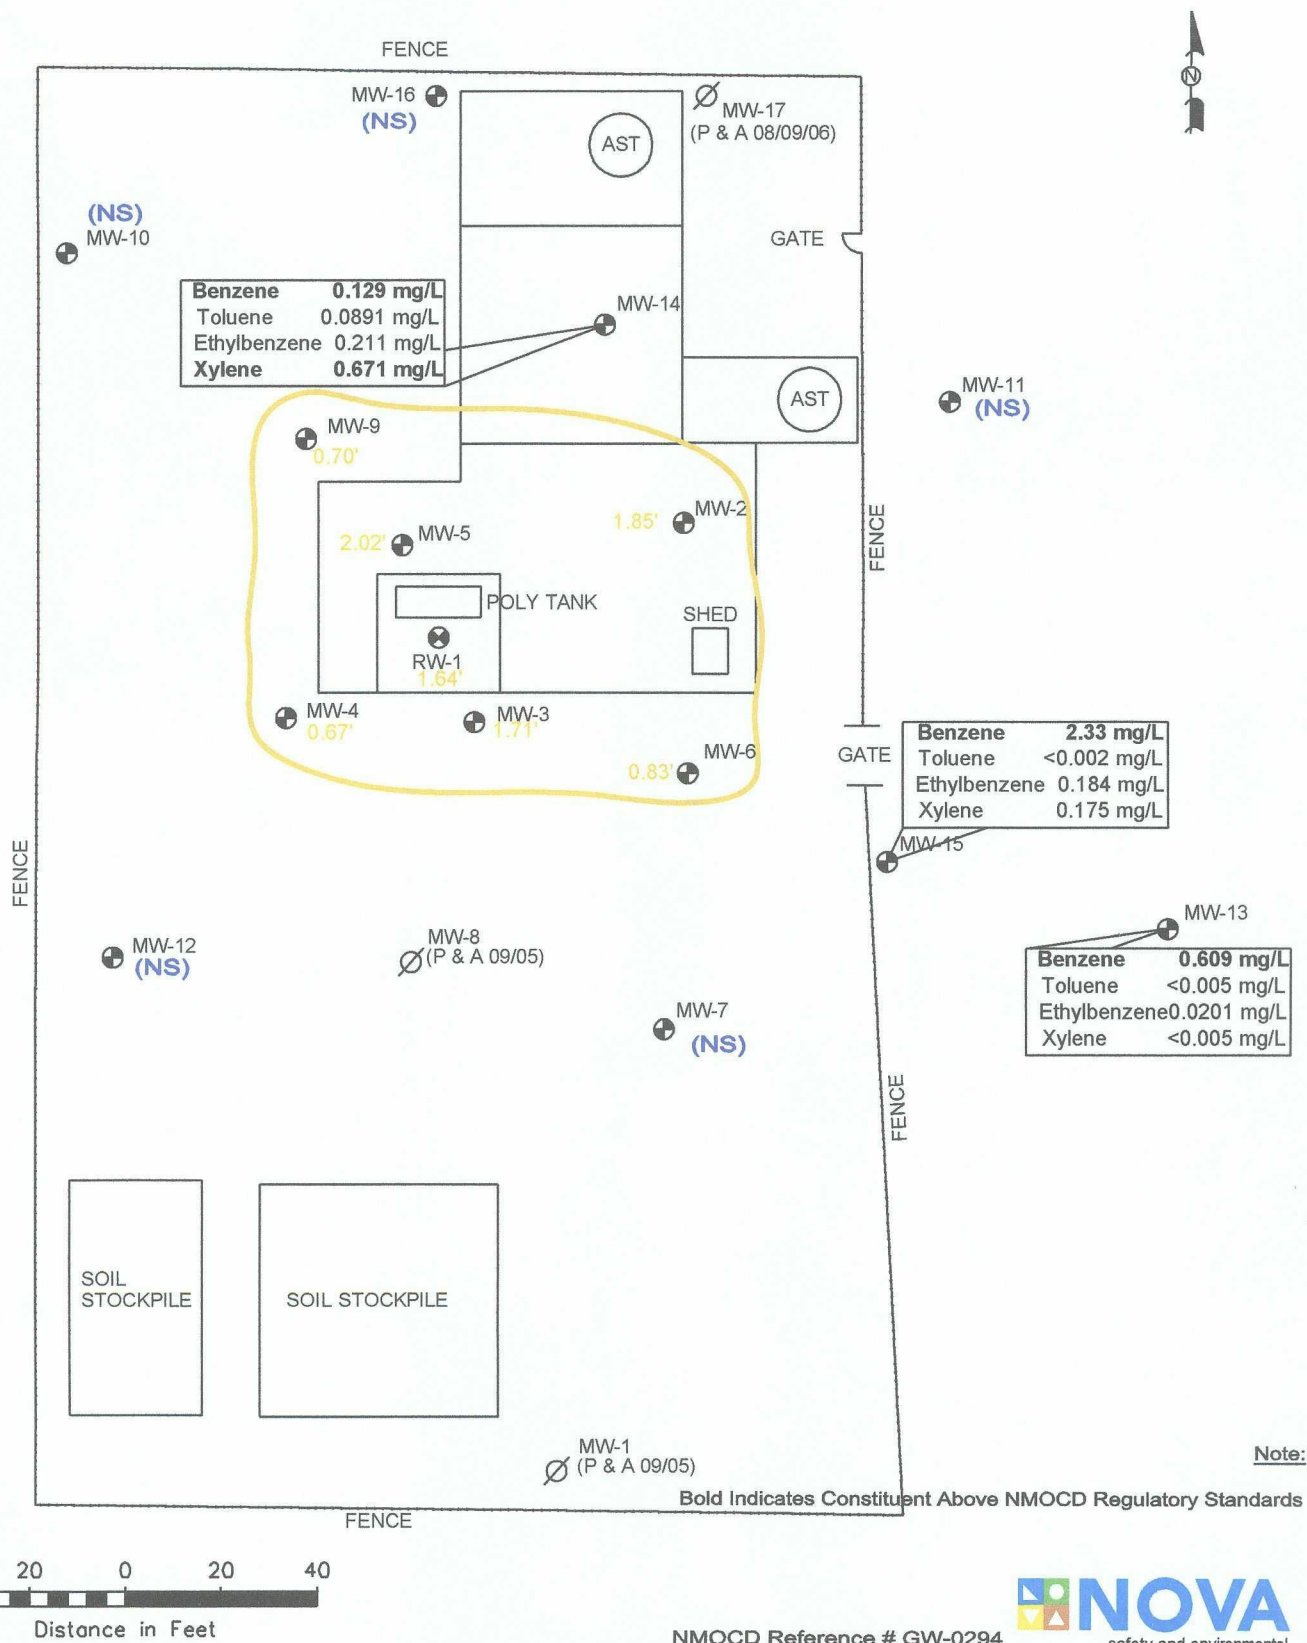 FENCE
MW-16
(NS)
AST
MW-17
(P & A 08/09/06)
N
(NS)
MW-10
GATE
Benzene 0.129 mg/L
Toluene 0.0891 mg/L
Ethylbenzene 0.211 mg/L
Xylene 0.671 mg/L
MW-14
AST
MW-11
(NS)
MW-9
0.70'
MW-2
1.85'
MW-5
2.02'
FENCE
POLY TANK
SHED
RW-1
1.64'
MW-4
0.67'
MW-3
1.71'
MW-6
0.83'
GATE
Benzene 2.33 mg/L
Toluene <0.002 mg/L
Ethylbenzene 0.184 mg/L
Xylene 0.175 mg/L
MW-15
FENCE
MW-13
Benzene 0.609 mg/L
Toluene <0.005 mg/L
Ethylbenzene 0.0201 mg/L
Xylene <0.005 mg/L
MW-12
(NS)
MW-8
(P & A 09/05)
MW-7
(NS)
FENCE
SOIL
STOCKPILE
SOIL STOCKPILE
MW-1
(P & A 09/05)
Note:
Bold Indicates Constituent Above NMOCD Regulatory Standards
FENCE
20 0 20 40
Distance in Feet
NOVA
safety and environmental
NMOCD Reference # GW-0294